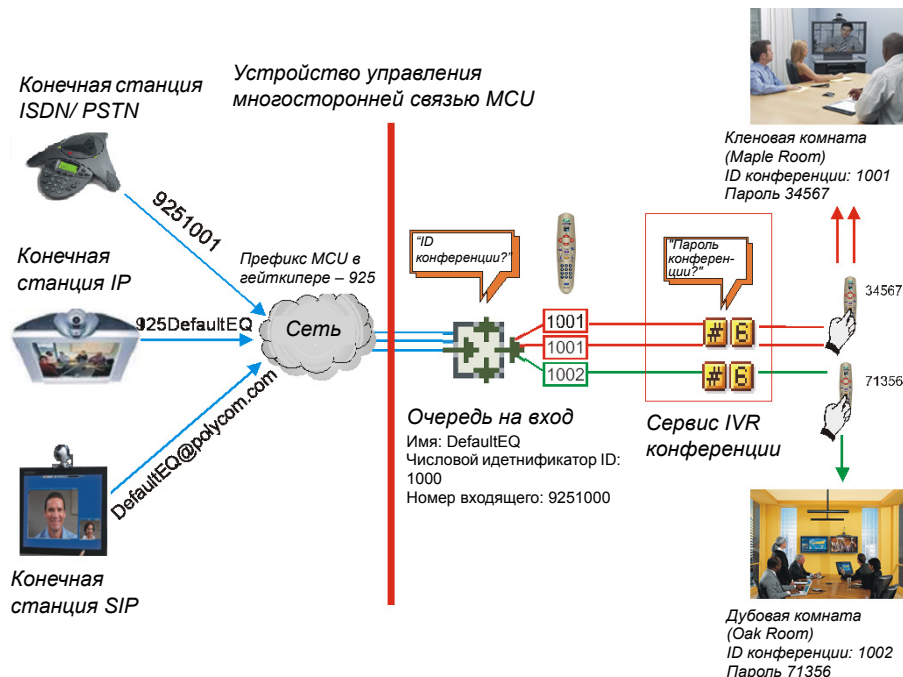 Конечная станция
ISDN/ PSTN
Устройство управления
многосторонней связью MCU
Кленовая комната
(Maple Room)
ID конференции: 1001
Пароль 34567
9251001
Конечная
станция IP
Префикс MCU в
гейткипере – 925
"ID
конференции?"
"Пароль
конферен-
ции?"
34567
925DefaultEQ
Сеть
1001
1001
1002
# 6
# 6
71356
DefaultEQ@polycom.com
Очередь на вход
Имя: DefaultEQ
Числовой идетнификатор ID:
1000
Номер входящего: 9251000
Сервис IVR
конференции
Конечная
станция SIP
Дубовая комната
(Oak Room)
ID конференции: 1002
Пароль 71356